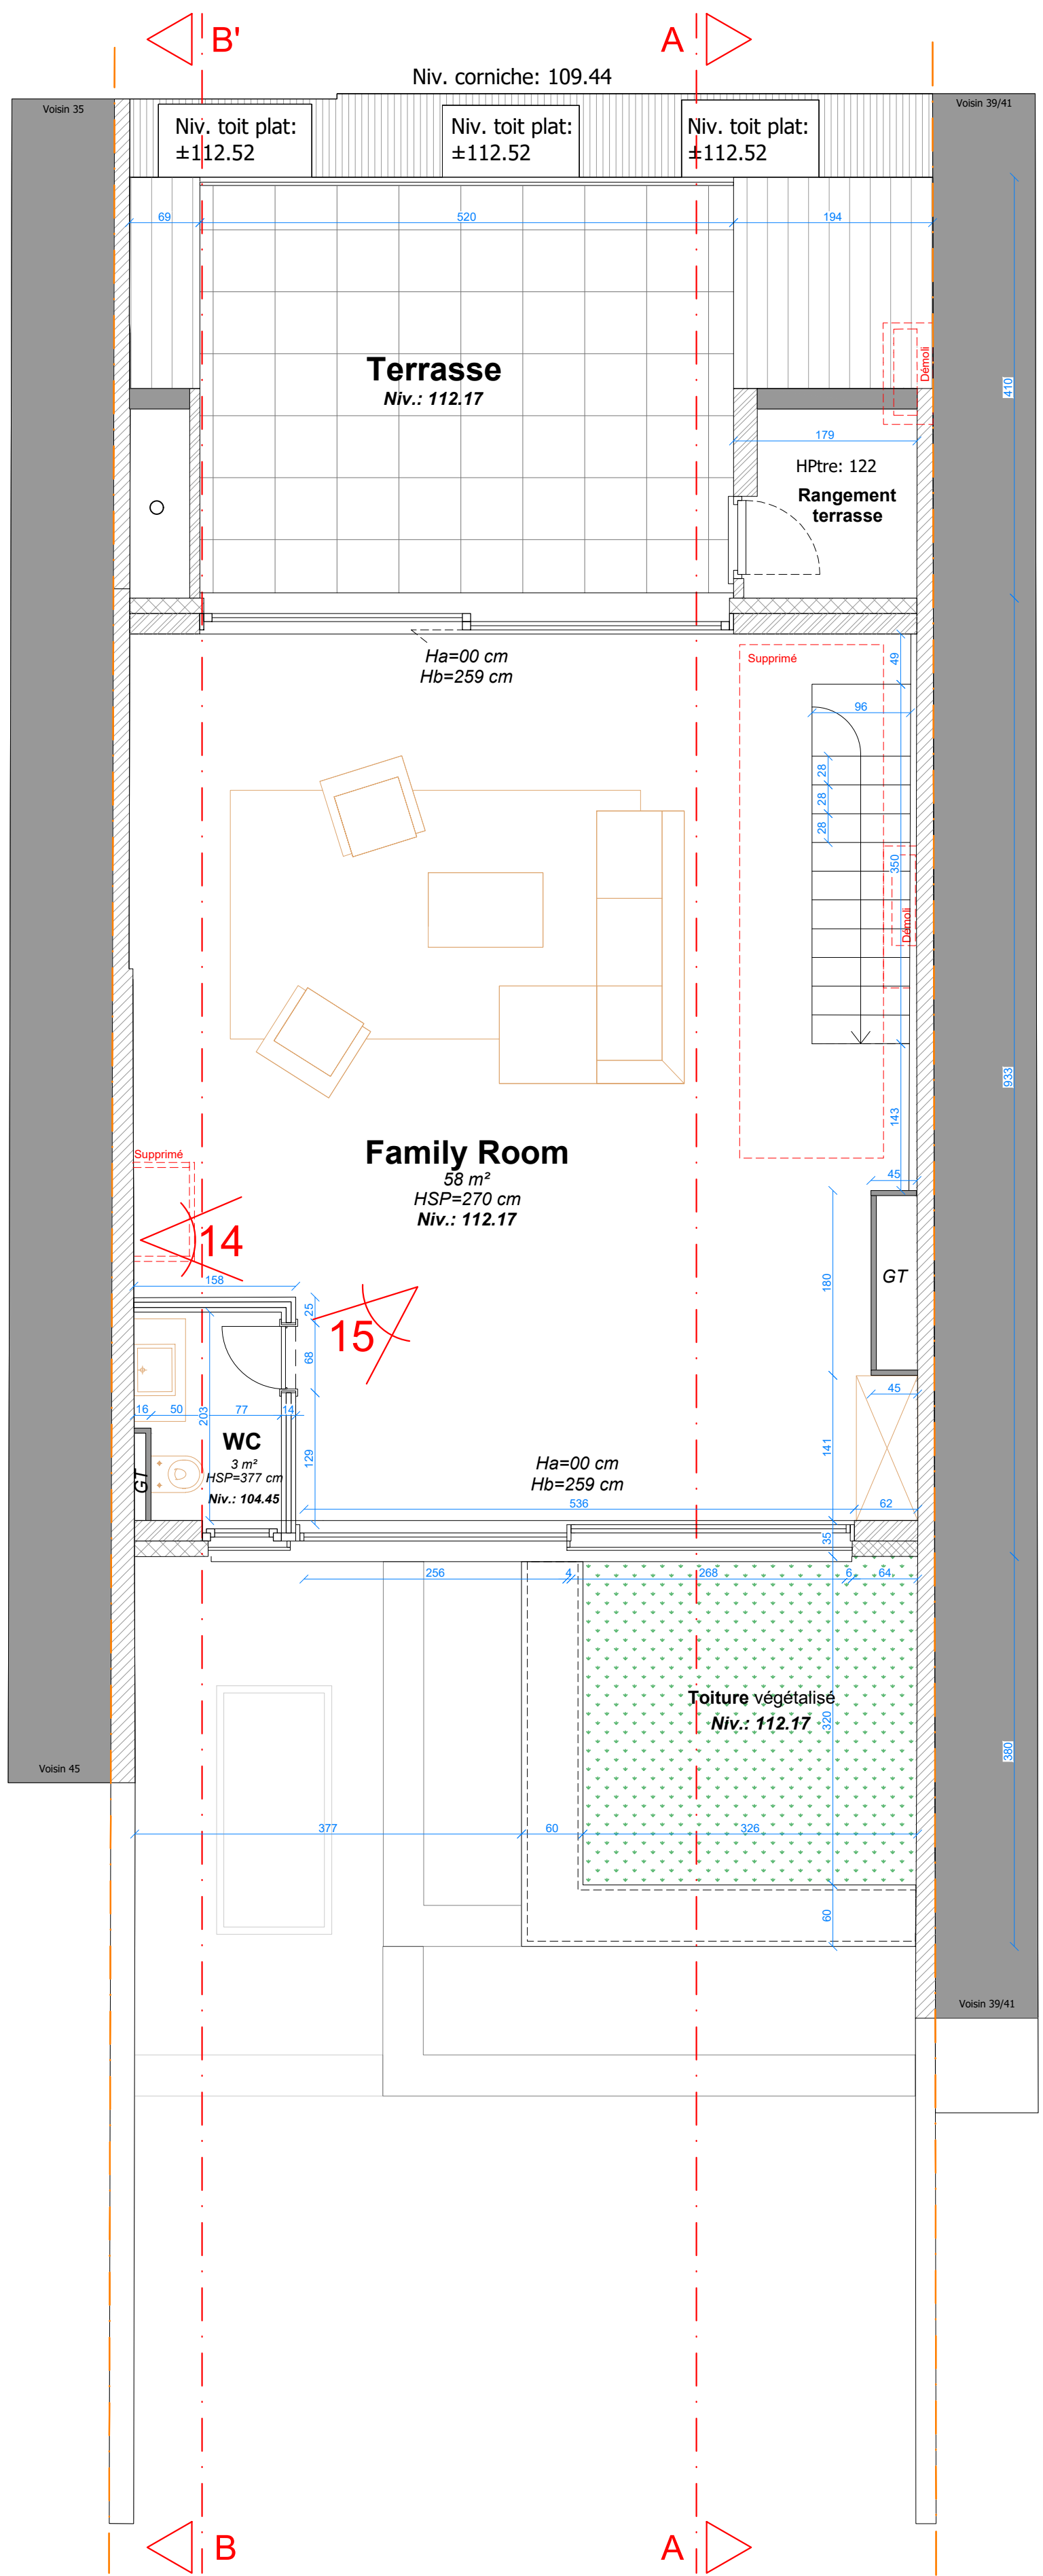 B'
A
Niv. corniche: 109.44
Voisin 35
Voisin 39/41
Niv. toit plat:
±112.52
Niv. toit plat:
±112.52
Niv. toit plat:
±112.52
69
520
194
Démoli
Terrasse
Niv.: 112.17
410
179
HPtre: 122
Rangement
terrasse
Ha=00 cm
Hb=259 cm
Supprimé
49
96
28
28
28
350
Démoli
933
143
Family Room
58 m²
HSP=270 cm
Niv.: 112.17
Supprimé
45
14
158
180
GT
25
15
68
45
16
50
203
77
14
WC
3 m²
HSP=377 cm
Niv.: 104.45
GT
129
141
Ha=00 cm
Hb=259 cm
536
62
35
256
4
268
6
64
Toiture végétalisé
Niv.: 112.17
320
380
Voisin 45
377
60
326
60
Voisin 39/41
B
A